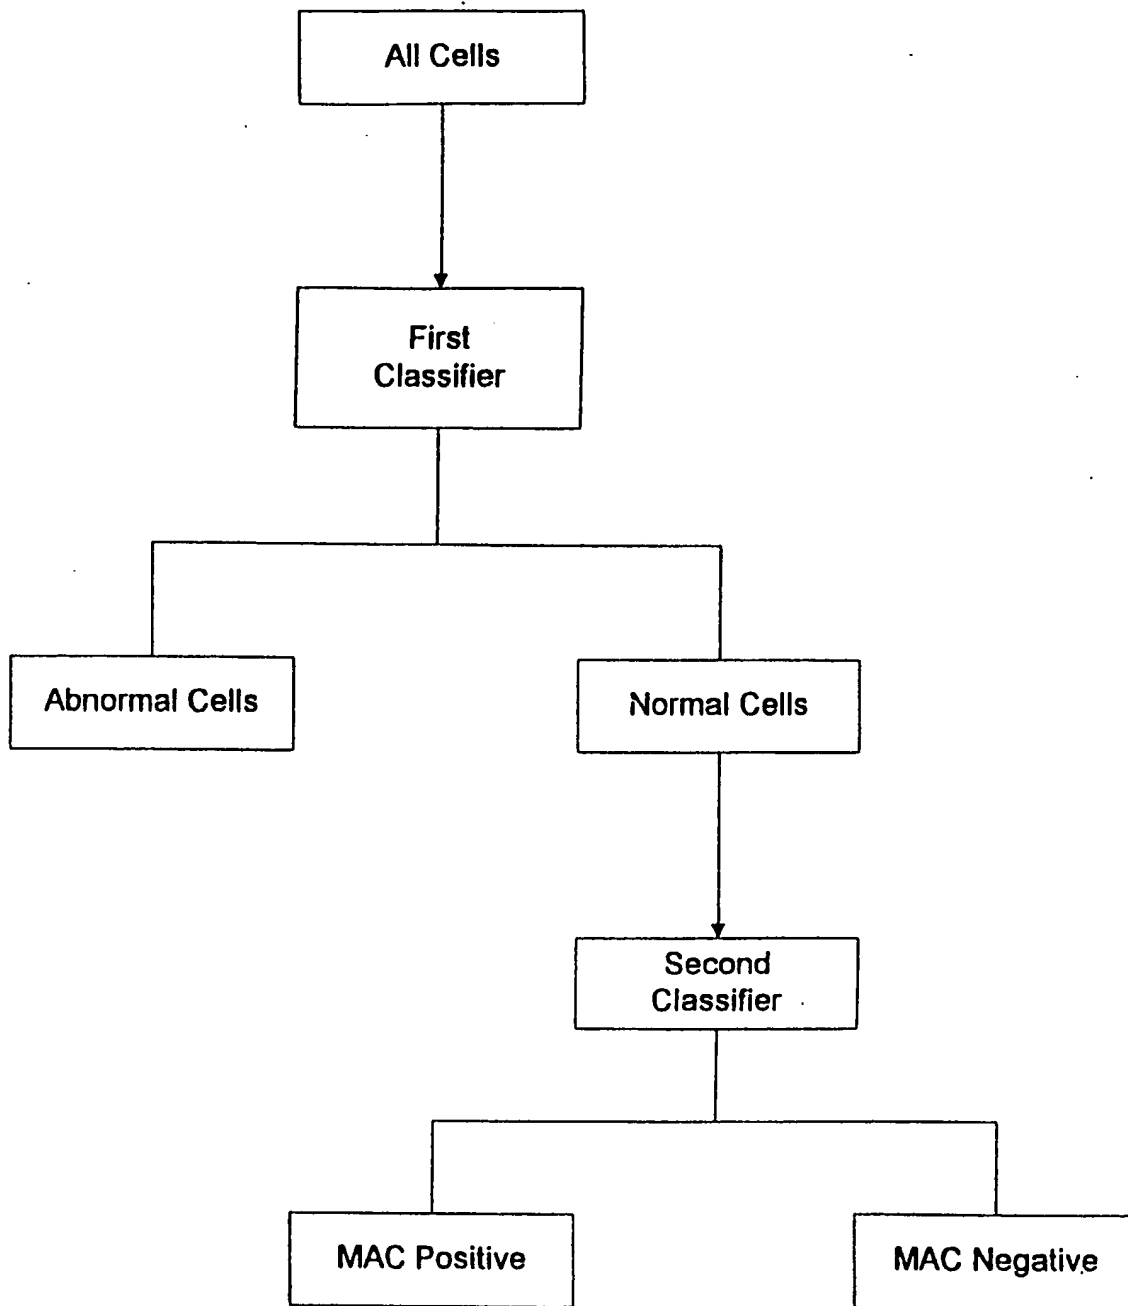 All Cells
First
Classifier
Abnormal Cells
Normal Cells
Second
Classifier
MAC Positive
MAC Negative